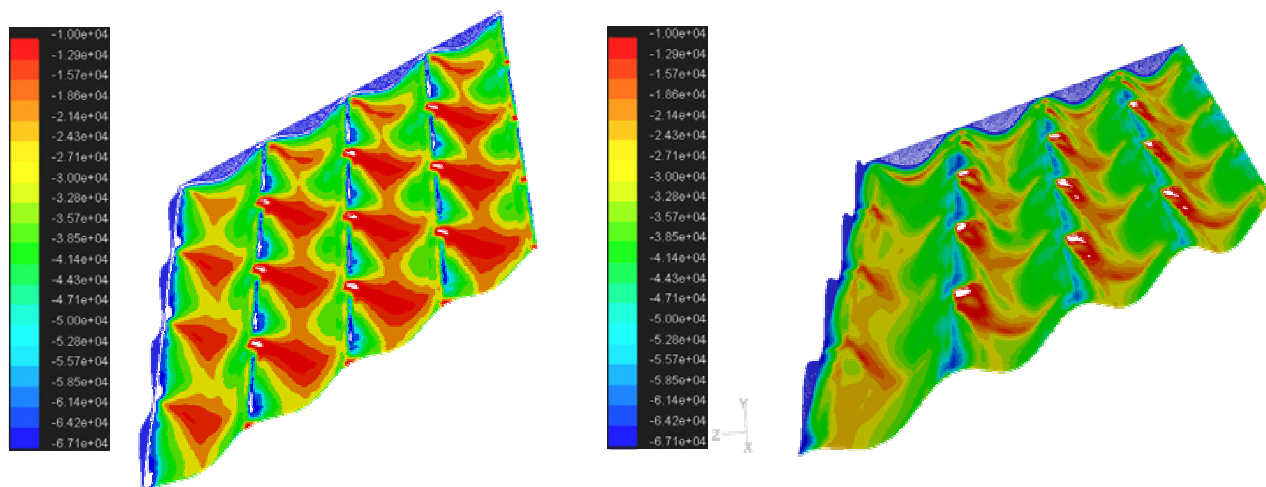 -1.00e+04
-1.29e+04
-1.57e+04
-1.86e+04
-2.14e+04
-2.43e+04
-2.71e+04
-3.00e+04
-3.28e+04
-3.57e+04
-3.85e+04
-4.14e+04
-4.43e+04
-4.71e+04
-5.00e+04
-5.28e+04
-5.57e+04
-5.85e+04
-6.14e+04
-6.42e+04
-6.71e+04
-1.00e+04
-1.29e+04
-1.57e+04
-1.86e+04
-2.14e+04
-2.43e+04
-2.71e+04
-3.00e+04
-3.28e+04
-3.57e+04
-3.85e+04
-4.14e+04
-4.43e+04
-4.71e+04
-5.00e+04
-5.28e+04
-5.57e+04
-5.85e+04
-6.14e+04
-6.42e+04
-6.71e+04
Y
Z
X